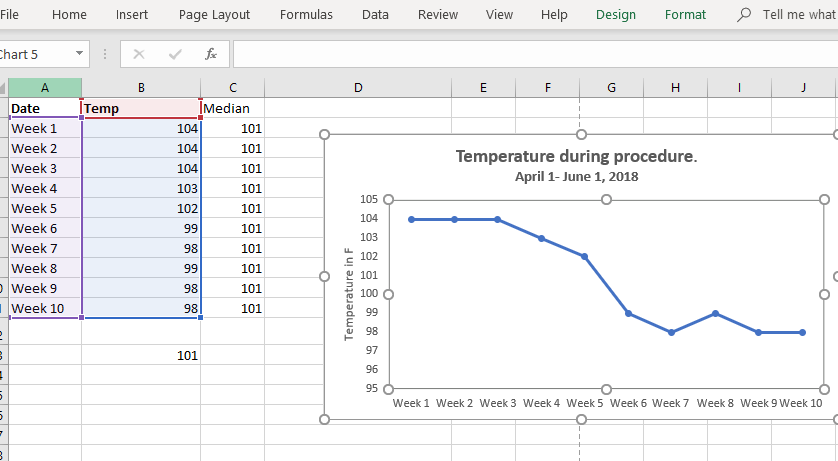 File Home Insert Page Layout Formulas Data Review View Help Design Format Tell me what
Chart 5 fx
A B C D E F G H I J
Date Temp Median
Week 1 104 101
Week 2 104 101
Week 3 104 101
Week 4 103 101
Week 5 102 101
Week 6 99 101
Week 7 98 101
Week 8 99 101
Week 9 98 101
Week 10 98 101
101
Temperature during procedure.
April 1- June 1, 2018
Temperature in F
105
104
103
102
101
100
99
98
97
96
95
Week 1 Week 2 Week 3 Week 4 Week 5 Week 6 Week 7 Week 8 Week 9 Week 10